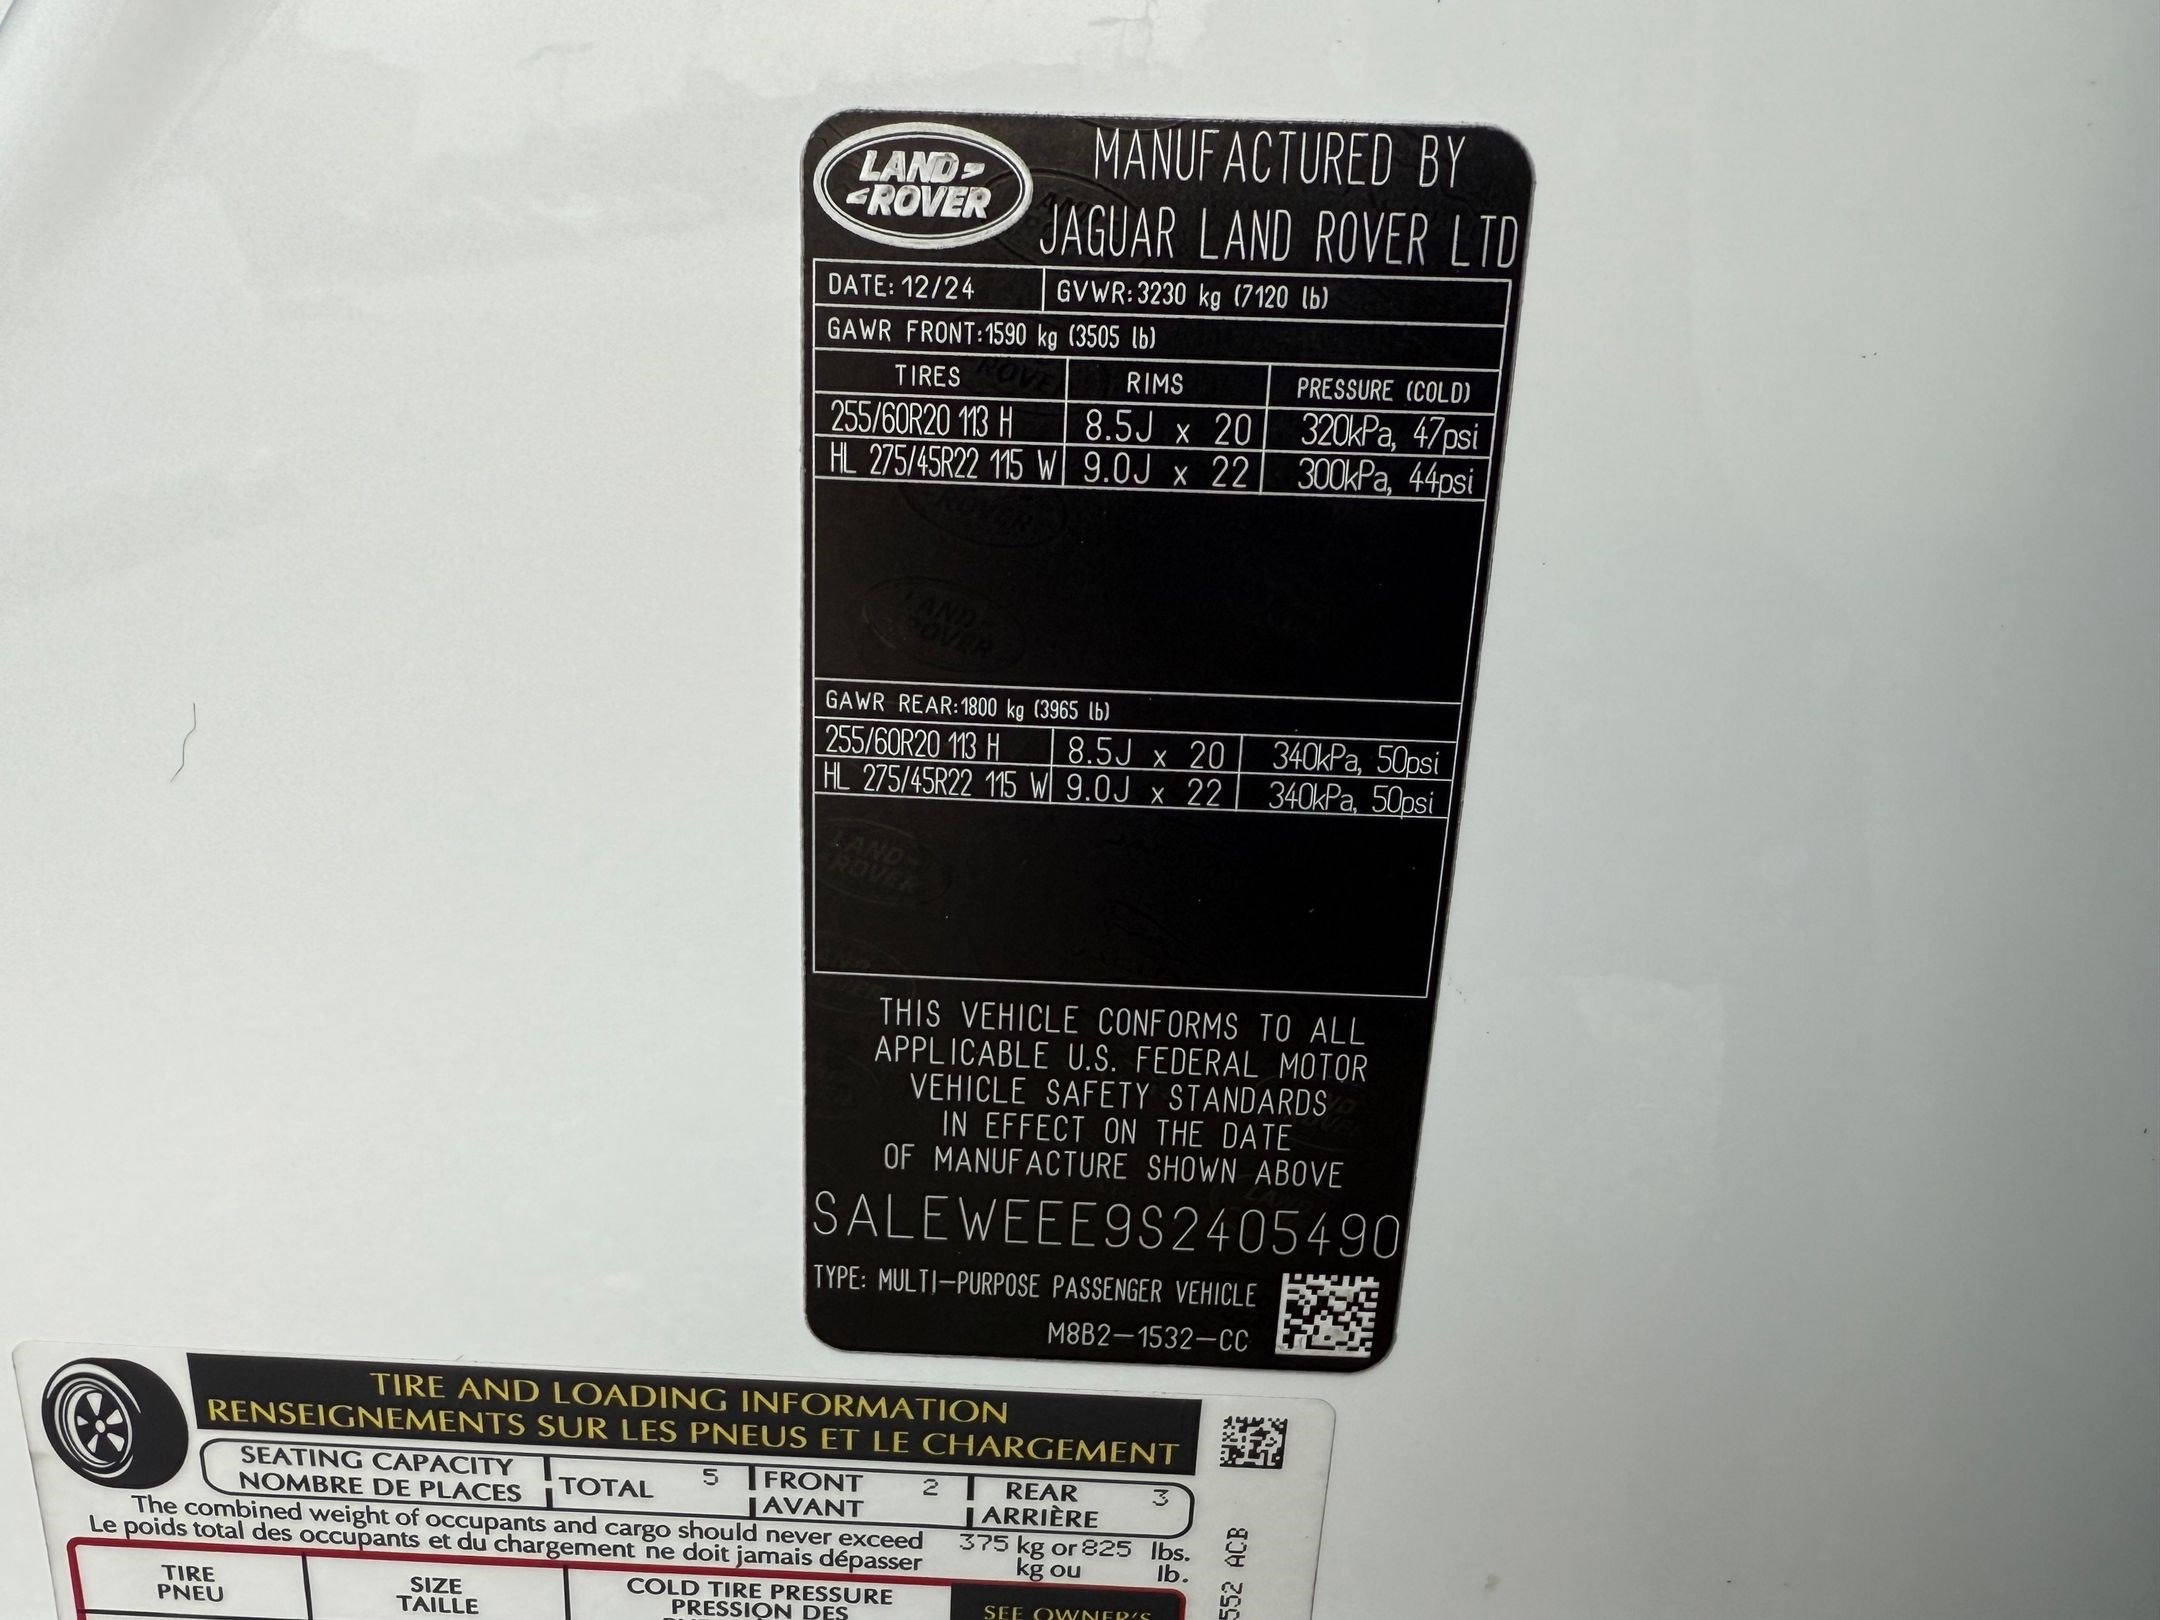 LAND-
ROVER
MANUFACTURED BY
JAGUAR LAND ROVER LTD
DATE: 12/24 GVWR: 3230 kg (7120 lb)
GAWR FRONT: 1590 kg (3505 lb)
TIRES RIMS PRESSURE (COLD)
255/60R20 113 H 8.5J x 20 320kPa, 47psi
HL 275/45R22 115 W 9.0J x 22 300kPa, 44psi
GAWR REAR: 1800 kg (3965 lb)
255/60R20 113 H 8.5J x 20 340kPa, 50psi
HL 275/45R22 115 W 9.0J x 22 340kPa, 50psi
THIS VEHICLE CONFORMS TO ALL
APPLICABLE U.S. FEDERAL MOTOR
VEHICLE SAFETY STANDARDS
IN EFFECT ON THE DATE
OF MANUFACTURE SHOWN ABOVE
SALEWEEE9S2405490
TYPE: MULTI-PURPOSE PASSENGER VEHICLE
M8B2-1532-CC
TIRE AND LOADING INFORMATION
RENSEIGNEMENTS SUR LES PNEUS ET LE CHARGEMENT
SEATING CAPACITY
NOMBRE DE PLACES
TOTAL 5
FRONT 2
AVANT
REAR 3
ARRIÈRE
The combined weight of occupants and cargo should never exceed 375 kg or 825 lbs.
Le poids total des occupants et du chargement ne doit jamais dépasser kg ou lb.
TIRE
PNEU
SIZE
TAILLE
COLD TIRE PRESSURE
PRESSION DES
SEE OWNER'S
552 ACB